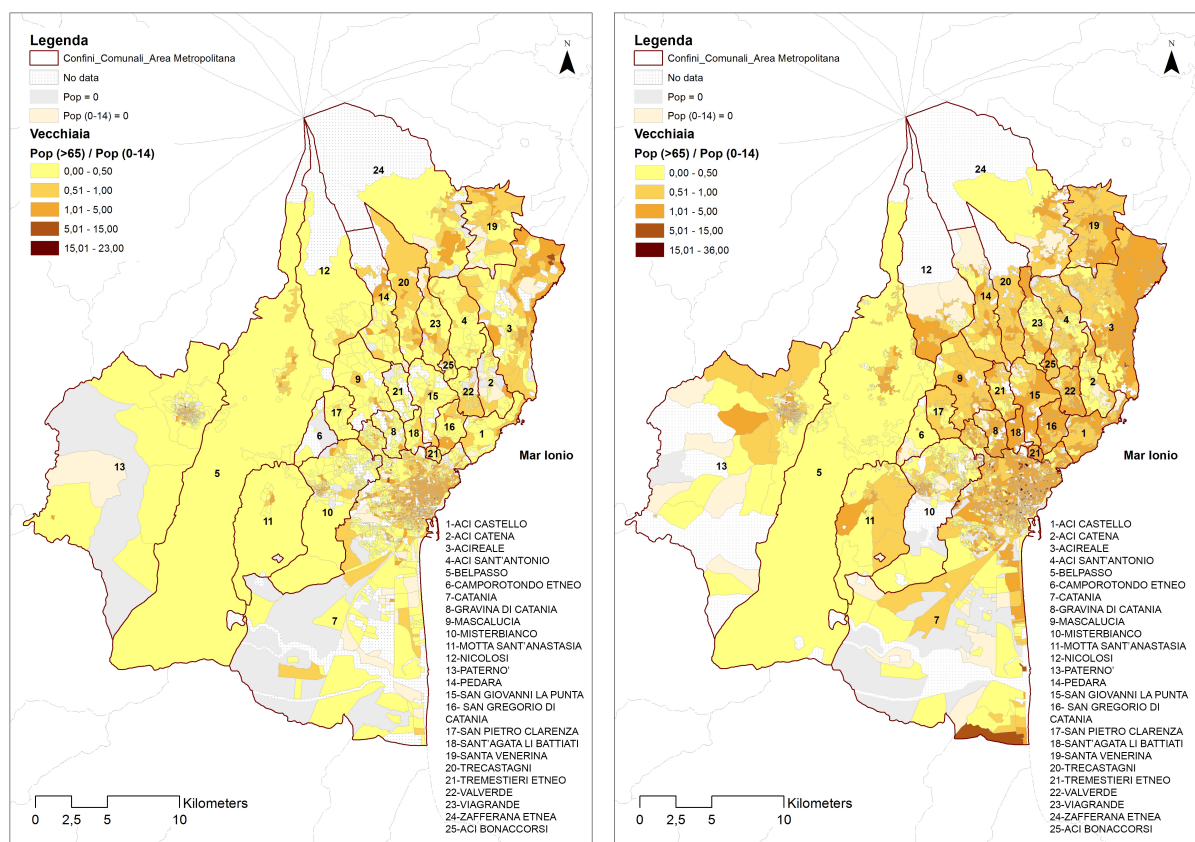 Legenda
Confini_Comunali_Area Metropolitana
No data
Pop = 0
Pop (0-14) = 0
Vecchiaia
Pop (>65) / Pop (0-14)
0,00 - 0,50
0,51 - 1,00
1,01 - 5,00
5,01 - 15,00
15,01 - 23,00
N
24
19
12
20
14
23
4
3
25
9
21
15
22
2
17
6
8
18
16
1
21
Mar Ionio
13
5
11
10
7
1-ACI CASTELLO
2-ACI CATENA
3-ACIREALE
4-ACI SANT'ANTONIO
5-BELPASSO
6-CAMPOROTONDO ETNEO
7-CATANIA
8-GRAVINA DI CATANIA
9-MASCALUCIA
10-MISTERBIANCO
11-MOTTA SANT'ANASTASIA
12-NICOLOSI
13-PATERNO'
14-PEDARA
15-SAN GIOVANNI LA PUNTA
16- SAN GREGORIO DI
CATANIA
17-SAN PIETRO CLARENZA
18-SANT'AGATA LI BATTIATI
19-SANTA VENERINA
20-TRECASTAGNI
21-TREMESTIERI ETNEO
22-VALVERDE
23-VIAGRANDE
24-ZAFFERANA ETNEA
25-ACI BONACCORSI
Kilometers
0 2,5 5 10
Legenda
Confini_Comunali_Area Metropolitana
No data
Pop = 0
Pop (0-14) = 0
Vecchiaia
Pop (>65) / Pop (0-14)
0,00 - 0,50
0,51 - 1,00
1,01 - 5,00
5,01 - 15,00
15,01 - 36,00
N
24
19
12
20
14
23
4
3
25
9
21
15
22
2
17
6
8
18
16
1
21
Mar Ionio
13
5
11
10
7
1-ACI CASTELLO
2-ACI CATENA
3-ACIREALE
4-ACI SANT'ANTONIO
5-BELPASSO
6-CAMPOROTONDO ETNEO
7-CATANIA
8-GRAVINA DI CATANIA
9-MASCALUCIA
10-MISTERBIANCO
11-MOTTA SANT'ANASTASIA
12-NICOLOSI
13-PATERNO'
14-PEDARA
15-SAN GIOVANNI LA PUNTA
16- SAN GREGORIO DI
CATANIA
17-SAN PIETRO CLARENZA
18-SANT'AGATA LI BATTIATI
19-SANTA VENERINA
20-TRECASTAGNI
21-TREMESTIERI ETNEO
22-VALVERDE
23-VIAGRANDE
24-ZAFFERANA ETNEA
25-ACI BONACCORSI
Kilometers
0 2,5 5 10